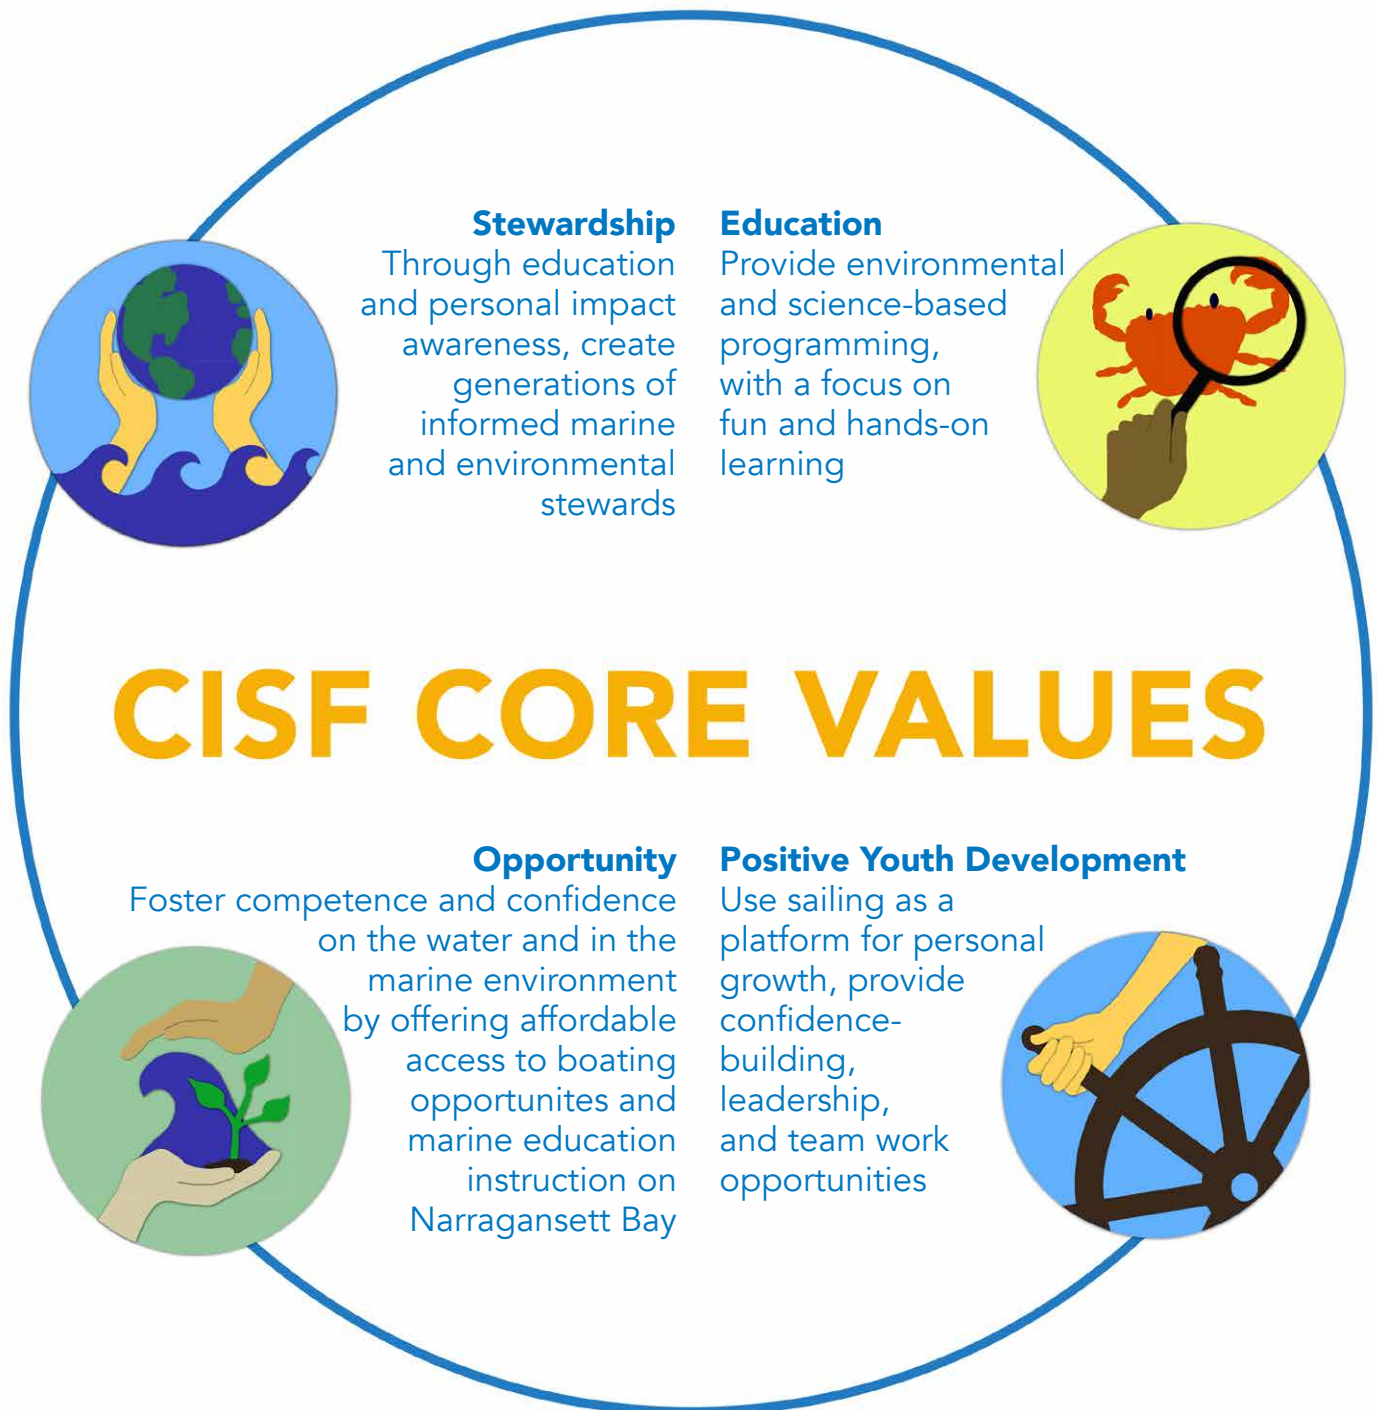 Stewardship
Through education
and personal impact
awareness, create
generations of
informed marine
and environmental
stewards
Education
Provide environmental
and science-based
programming,
with a focus on
fun and hands-on
learning
CISF CORE VALUES
Opportunity
Foster competence and confidence
on the water and in the
marine environment
by offering affordable
access to boating
opportunites and
marine education
instruction on
Narragansett Bay
Positive Youth Development
Use sailing as a
platform for personal
growth, provide
confidence-
building,
leadership,
and team work
opportunities